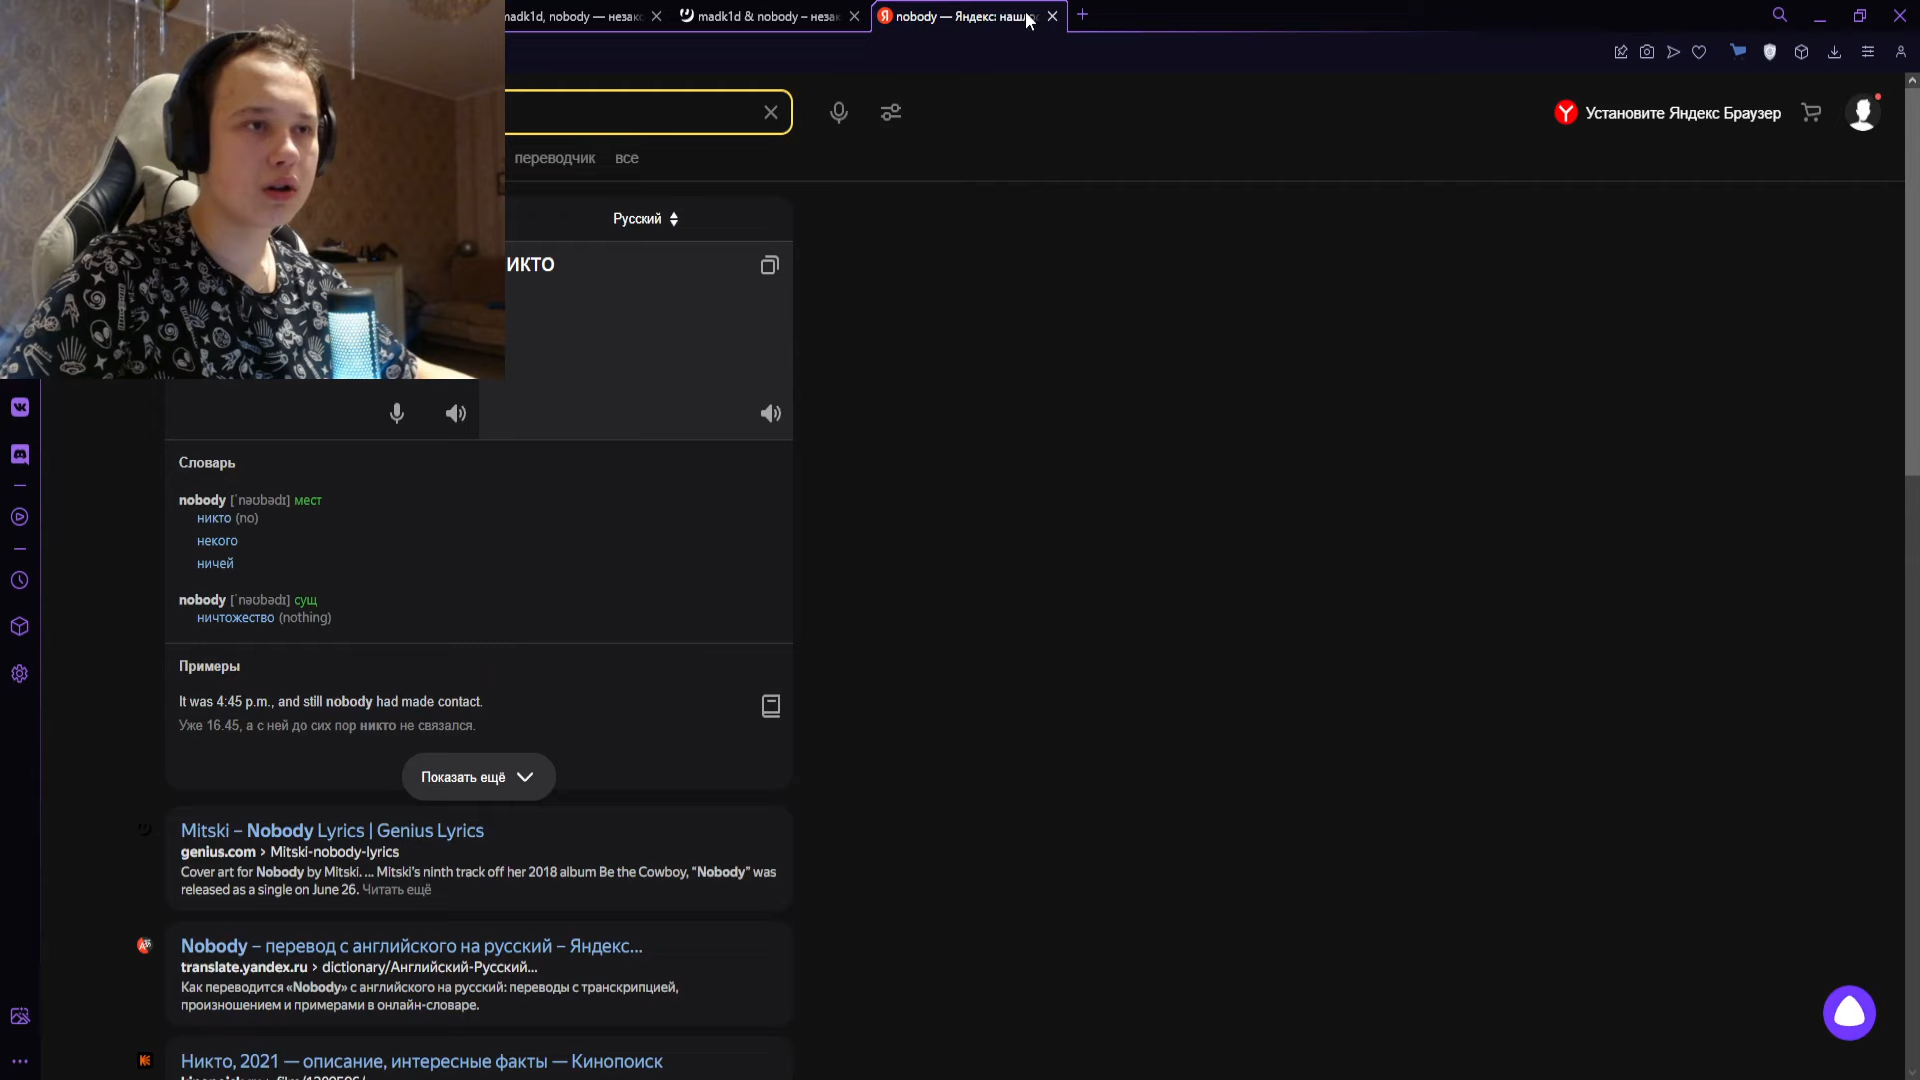 madk1d, nobody — незак
madk1d & nobody – незак
nobody — Яндекс: наш
Установите Яндекс Браузер
переводчик все
Русский
ИКТО
Словарь
nobody [ˈnəʊbədɪ] мест
никто (no)
некого
ничей
nobody [ˈnəʊbədɪ] сущ
ничтожество (nothing)
Примеры
It was 4:45 p.m., and still nobody had made contact.
Уже 16.45, а с ней до сих пор никто не связался.
Показать ещё
Mitski – Nobody Lyrics | Genius Lyrics
genius.com › Mitski-nobody-lyrics
Cover art for Nobody by Mitski. ... Mitski's ninth track off her 2018 album Be the Cowboy, "Nobody" was
released as a single on June 26. Читать ещё
Nobody – перевод с английского на русский – Яндекс...
translate.yandex.ru › dictionary/Английский-Русский...
Как переводится «Nobody» с английского на русский: переводы с транскрипцией,
произношением и примерами в онлайн-словаре.
Никто, 2021 — описание, интересные факты — Кинопоиск